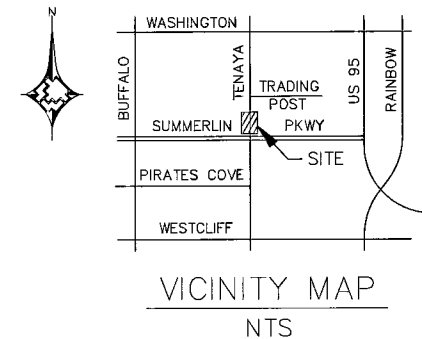 N
WASHINGTON
BUFFALO
TENAYA
US 95
RAINBOW
TRADING
POST
SUMMERLIN PKWY
SITE
PIRATES COVE
WESTCLIFF
VICINITY MAP
NTS